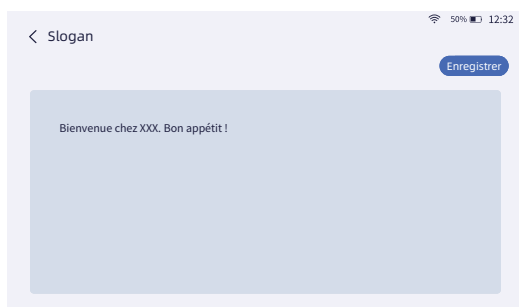 50% 12:32
Slogan
Enregistrer
Bienvenue chez XXX. Bon appétit !